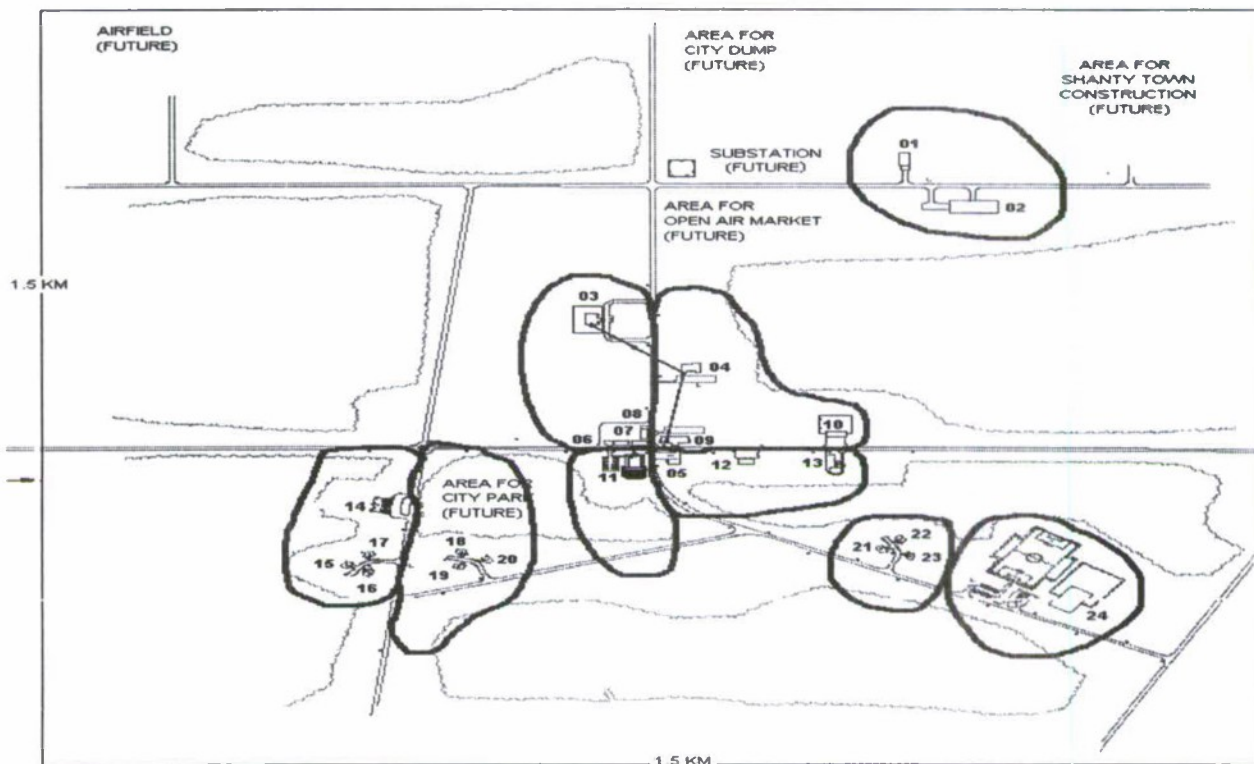 AIRFIELD
(FUTURE)
AREA FOR
CITY DUMP
(FUTURE)
AREA FOR
SHANTY TOWN
CONSTRUCTION
(FUTURE)
01
SUBSTATION
(FUTURE)
02
AREA FOR
OPEN AIR MARKET
(FUTURE)
1.5 KM
03
04
08
07
06
09
10
11
05
12
13
AREA FOR
CITY PARK
(FUTURE)
14
17
15
16
18
20
19
22
21
23
24
1.5 KM